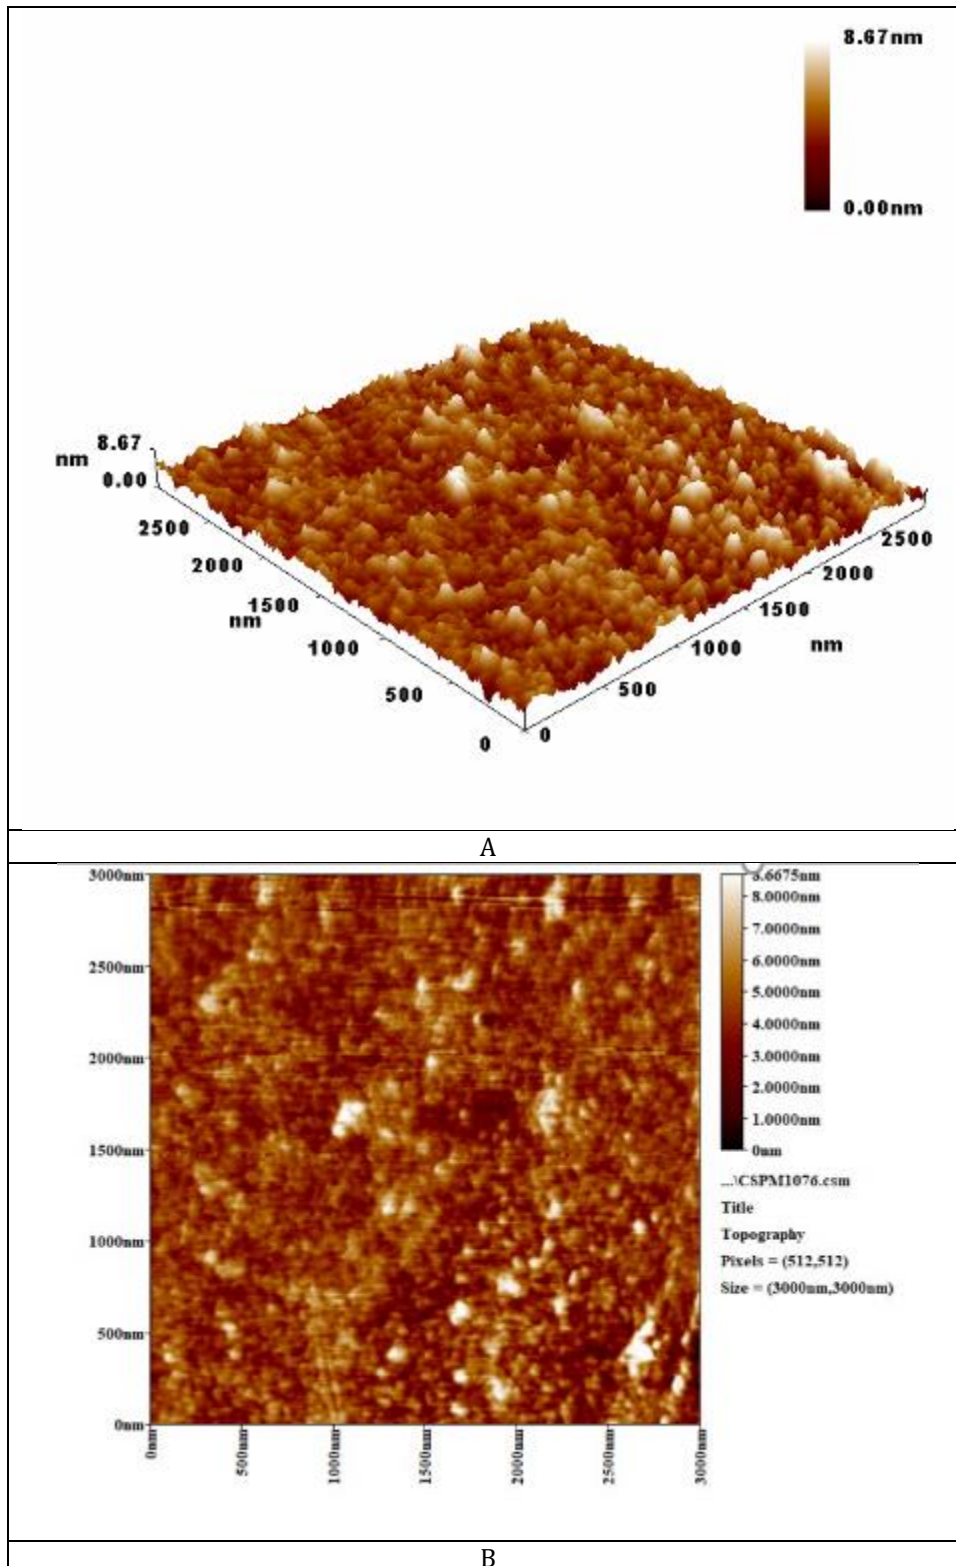 8.67nm
0.00nm
8.67
nm
0.00
2500
2000
1500
nm
1000
500
0
0
500
1000
nm
1500
2000
2500
A
3000nm
2500nm
2000nm
1500nm
1000nm
500nm
0nm
0nm
500nm
1000nm
1500nm
2000nm
2500nm
3000nm
8.6675nm
8.0000nm
7.0000nm
6.0000nm
5.0000nm
4.0000nm
3.0000nm
2.0000nm
1.0000nm
0nm
...\CSPM1076.csm
Title
Topography
Pixels = (512,512)
Size = (3000nm,3000nm)
B